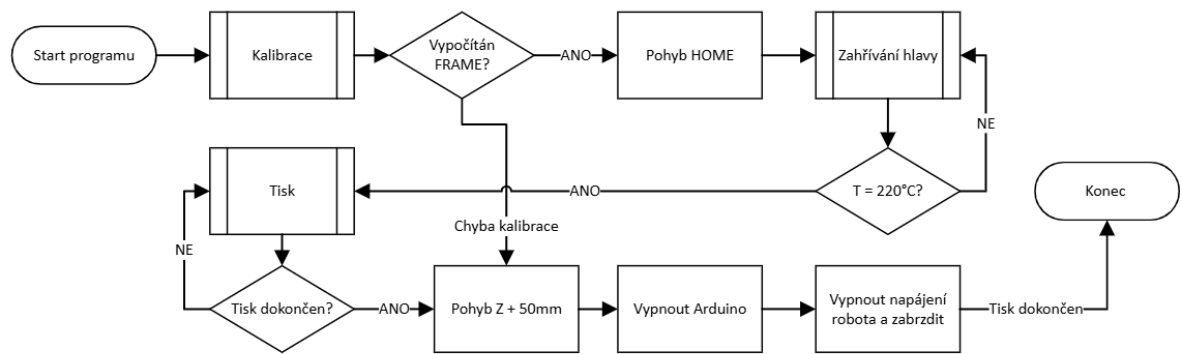 Start programu
Kalibrace
Vypočítán
FRAME?
ANO
Pohyb HOME
Zahřívání hlavy
NE
T = 220°C?
ANO
Tisk
NE
Chyba kalibrace
Konec
Tisk dokončen?
ANO
Pohyb Z + 50mm
Vypnout Arduino
Vypnout napájení
robota a zabrzdit
Tisk dokončen